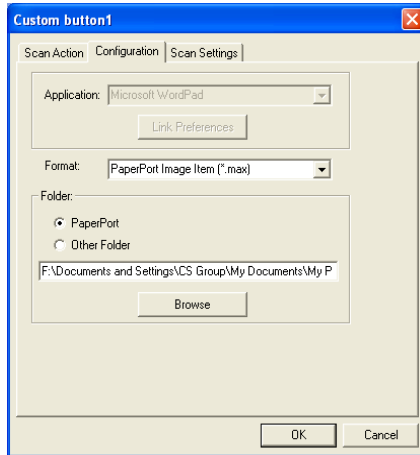 Custom button1
Scan Action Configuration Scan Settings
Application: Microsoft WordPad
Link Preferences
Format: PaperPort Image Item (*.max)
Folder:
PaperPort
Other Folder
F:\Documents and Settings\CS Group\My Documents\My P
Browse
OK Cancel